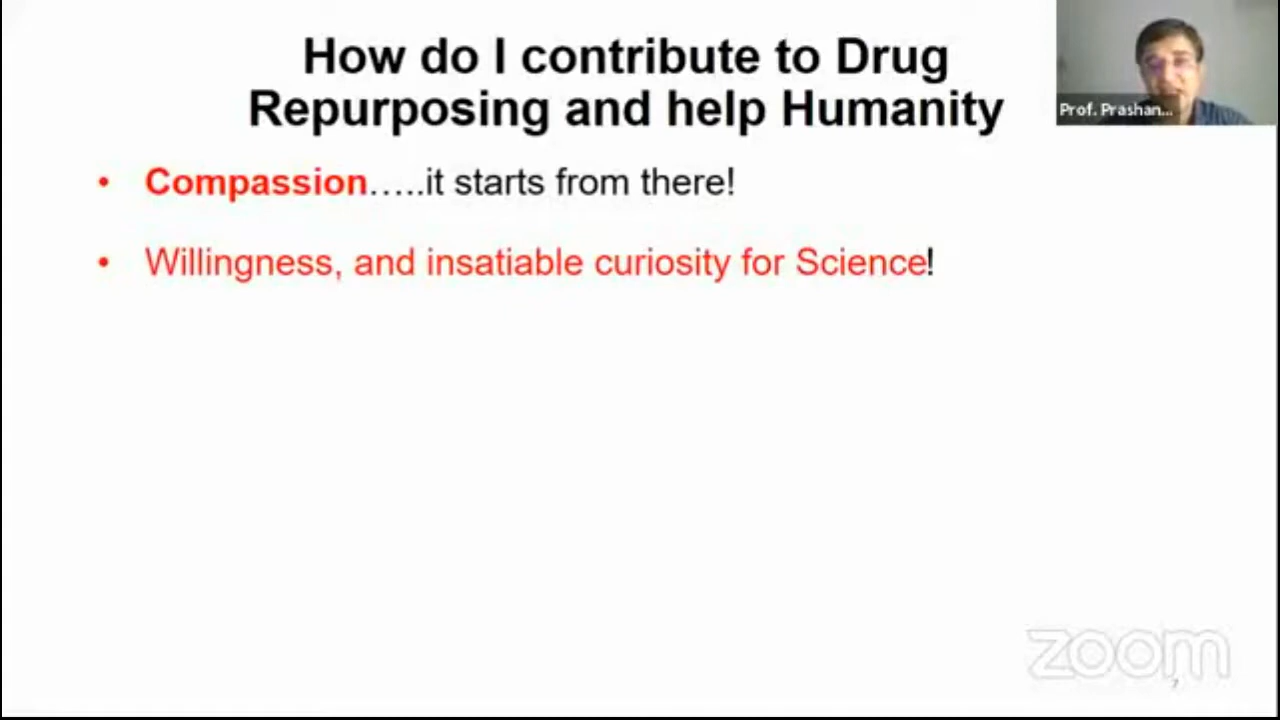 How do I contribute to Drug
Repurposing and help Humanity
Prof. Prashan...
• Compassion.....it starts from there!
• Willingness, and insatiable curiosity for Science!
zoom
7